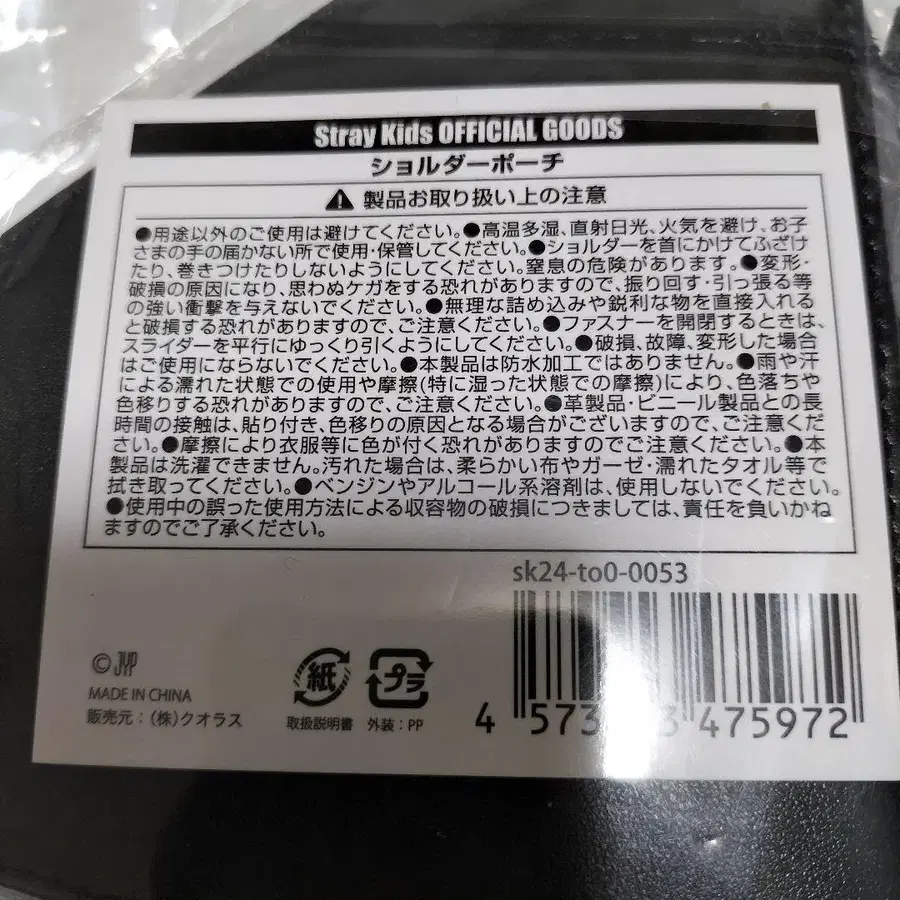 Stray Kids OFFICIAL GOODS
ショルダーポーチ
製品お取り扱い上の注意
●用途以外のご使用は避けてください。●高温多湿、直射日光、火気を避け、お子
さまの手の届かない所で使用・保管してください。●ショルダーを首にかけてふざけ
たり、巻きつけたりしないようにしてください。窒息の危険があります。●変形・
破損の原因になり、思わぬケガをする恐れがありますので、振り回す・引っ張る等
の強い衝撃を与えないでください。●無理な詰め込みや鋭利な物を直接入れる
と破損する恐れがありますので、ご注意ください。●ファスナーを開閉するときは、
スライダーを平行にゆっくり引くようにしてください。●破損、故障、変形した場合
はご使用にならないでください。●本製品は防水加工ではありません。●雨や汗
による濡れた状態での使用や摩擦(特に湿った状態での摩擦)により、色落ちや
色移りする恐れがありますので、ご注意ください。●革製品・ビニール製品との長
時間の接触は、貼り付き、色移りの原因となる場合がございますので、ご注意くだ
さい。●摩擦により衣服等に色が付く恐れがありますのでご注意ください。●本
製品は洗濯できません。汚れた場合は、柔らかい布やガーゼ・濡れたタオル等で
拭き取ってください。●ベンジンやアルコール系溶剤は、使用しないでください。
●使用中の誤った使用方法による収容物の破損につきましては、責任を負いかね
ますのでご了承ください。
sk24-to0-0053
©JYP
MADE IN CHINA
販売元：(株)クオラス
紙
取扱説明書
プラ
外装：PP
4 573 3 475972